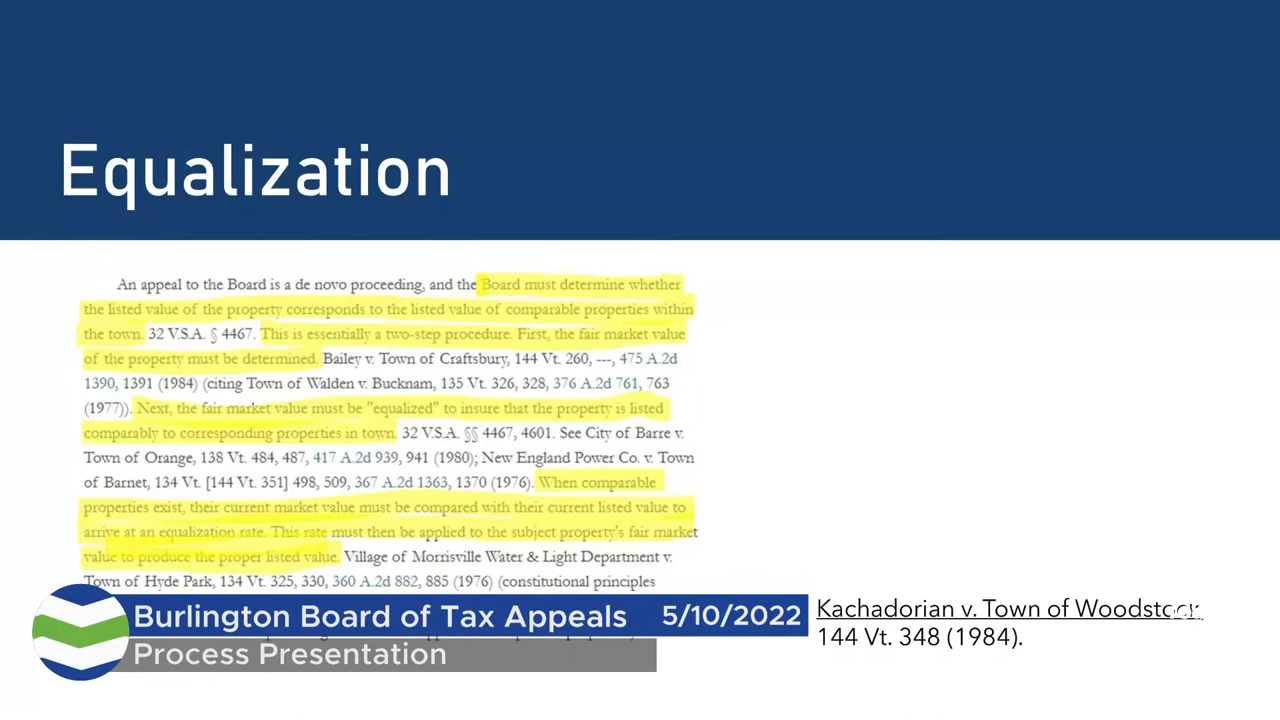 Equalization
An appeal to the Board is a de novo proceeding, and the Board must determine whether
the listed value of the property corresponds to the listed value of comparable properties within
the town. 32 V.S.A. § 4467. This is essentially a two-step procedure. First, the fair market value
of the property must be determined. Bailey v. Town of Craftsbury, 144 Vt. 260, ---, 475 A.2d
1390, 1391 (1984) (citing Town of Walden v. Bucknam, 135 Vt. 326, 328, 376 A.2d 761, 763
(1977)). Next, the fair market value must be "equalized" to insure that the property is listed
comparably to corresponding properties in town. 32 V.S.A. §§ 4467, 4601. See City of Barre v.
Town of Orange, 138 Vt. 484, 487, 417 A.2d 939, 941 (1980); New England Power Co. v. Town
of Barnet, 134 Vt. [144 Vt. 351] 498, 509, 367 A.2d 1363, 1370 (1976). When comparable
properties exist, their current market value must be compared with their current listed value to
arrive at an equalization rate. This rate must then be applied to the subject property's fair market
value to produce the proper listed value. Village of Morrisville Water & Light Department v.
Town of Hyde Park, 134 Vt. 325, 330, 360 A.2d 882, 885 (1976) (constitutional principles
Burlington Board of Tax Appeals 5/10/2022
Process Presentation
Kachadorian v. Town of Woodstock,
144 Vt. 348 (1984).